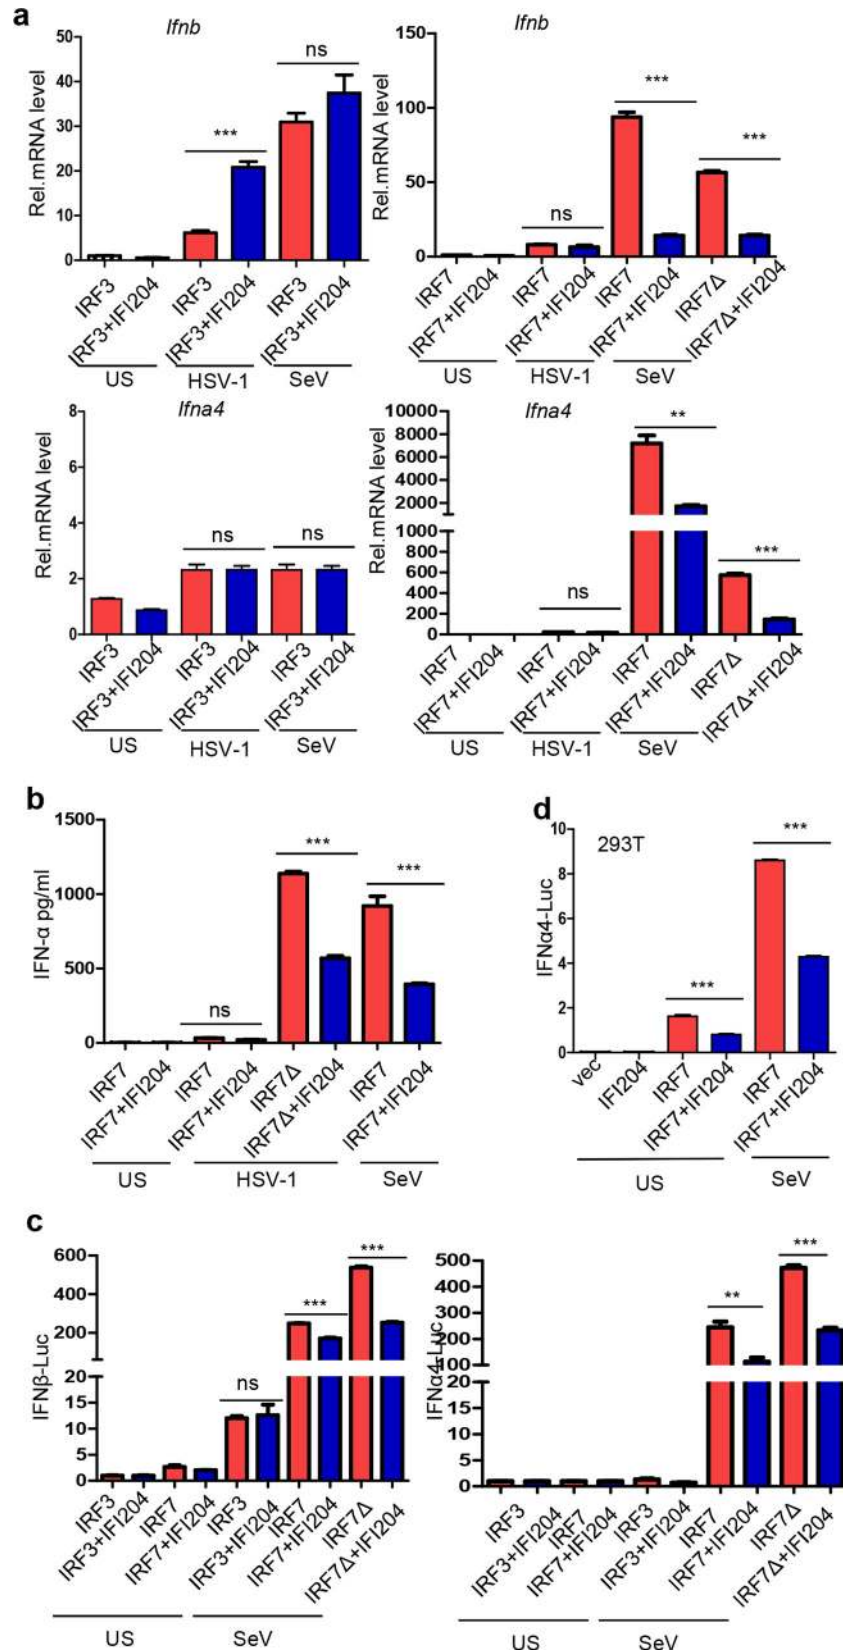 a
Ifnb
Rel.mRNA level
50
40
30
20
10
0
***
ns
IRF3
IRF3+IFI204
IRF3
IRF3+IFI204
IRF3
IRF3+IFI204
US
HSV-1
SeV
Ifnb
Rel.mRNA level
150
100
50
0
ns
***
***
IRF7
IRF7+IFI204
IRF7
IRF7+IFI204
IRF7
IRF7+IFI204
IRF7Δ
IRF7Δ+IFI204
US
HSV-1
SeV
Ifna4
Rel.mRNA level
8
6
4
2
0
ns
ns
IRF3
IRF3+IFI204
IRF3
IRF3+IFI204
IRF3
IRF3+IFI204
US
HSV-1
SeV
Ifna4
Rel.mRNA level
10000
8000
6000
4000
2000
1000
800
600
400
200
0
ns
**
***
IRF7
IRF7+IFI204
IRF7
IRF7+IFI204
IRF7
IRF7+IFI204
IRF7Δ
IRF7Δ+IFI204
US
HSV-1
SeV
b
IFN-α pg/ml
1500
1000
500
0
ns
***
***
IRF7
IRF7+IFI204
IRF7
IRF7+IFI204
IRF7Δ
IRF7Δ+IFI204
IRF7
IRF7+IFI204
US
HSV-1
SeV
d
293T
IFNα4-Luc
10
8
6
4
2
0
***
***
vec
IFI204
IRF7
IRF7+IFI204
IRF7
IRF7+IFI204
US
SeV
c
IFNβ-Luc
600
400
200
20
15
10
5
0
ns
***
***
IRF3
IRF3+IFI204
IRF7
IRF7+IFI204
IRF3
IRF3+IFI204
IRF7
IRF7+IFI204
IRF7Δ
IRF7Δ+IFI204
US
SeV
IFNα4-Luc
500
400
300
200
100
20
15
10
5
0
**
***
IRF3
IRF3+IFI204
IRF7
IRF7+IFI204
IRF3
IRF3+IFI204
IRF7
IRF7+IFI204
IRF7Δ
IRF7Δ+IFI204
US
SeV